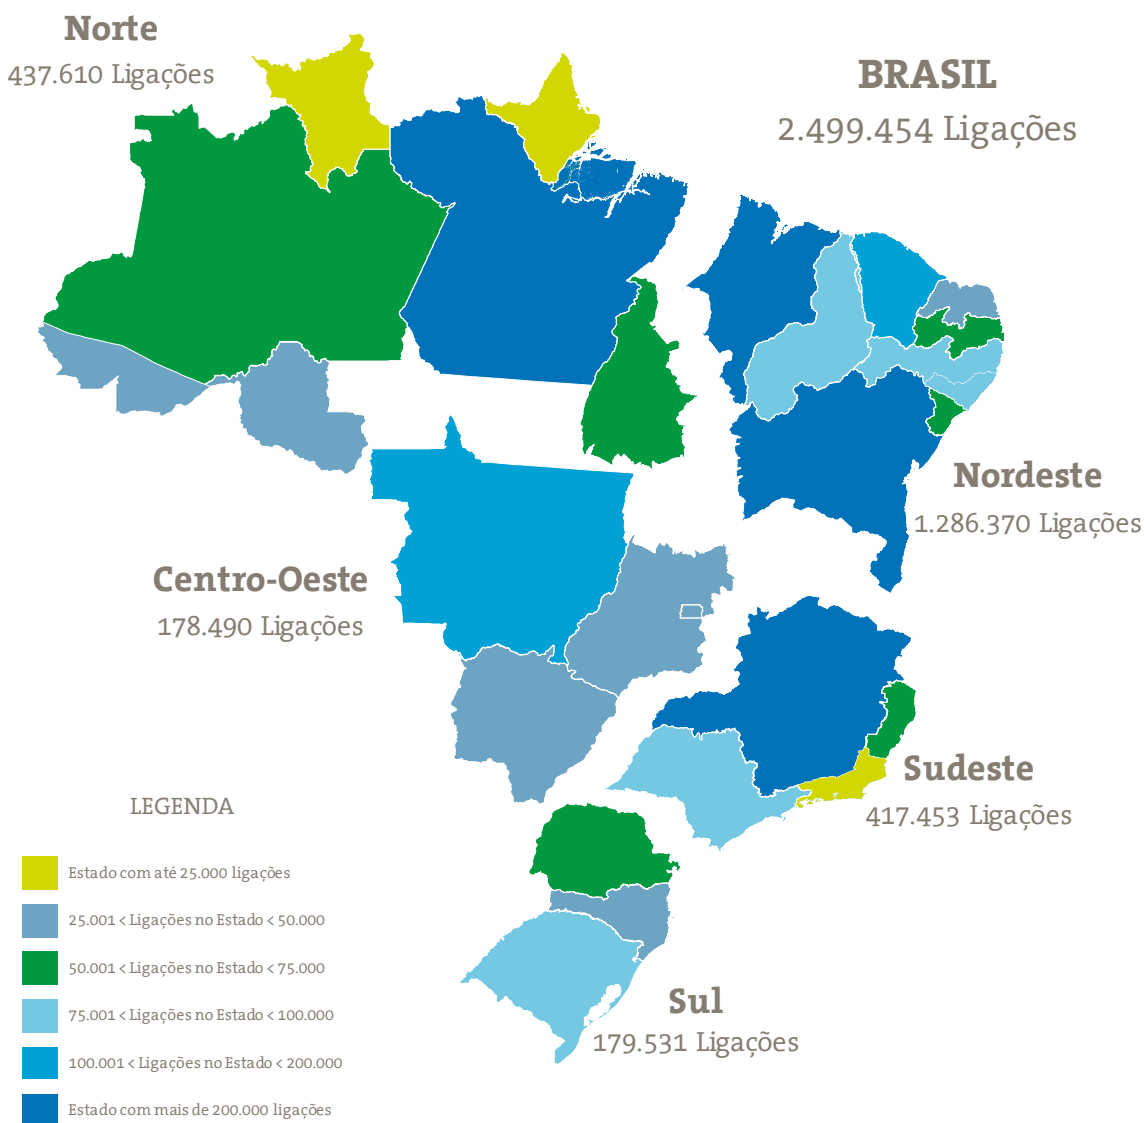 Norte
437.610 Ligações
BRASIL
2.499.454 Ligações
Nordeste
1.286.370 Ligações
Centro-Oeste
178.490 Ligações
Sudeste
417.453 Ligações
LEGENDA
Estado com até 25.000 ligações
25.001 < Ligações no Estado < 50.000
50.001 < Ligações no Estado < 75.000
75.001 < Ligações no Estado < 100.000
100.001 < Ligações no Estado < 200.000
Estado com mais de 200.000 ligações
Sul
179.531 Ligações